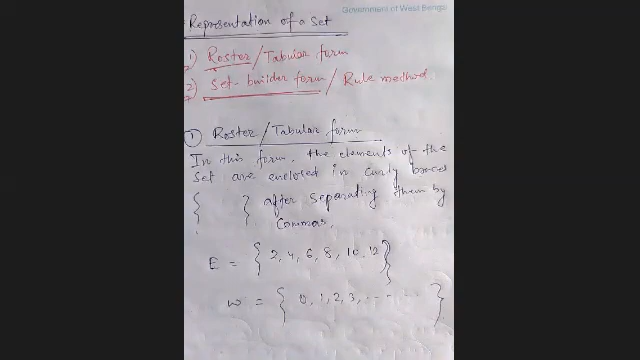 Government of West Benga
Representation of a Set
1) Roster/Tabular form
2) Set-builder form/Rule method.
① Roster/Tabular form
In this form, the elements of the
set are enclosed in curly braces
{ } after separating them by
commas.
E = { 2, 4, 6, 8, 10, 12 }
W = { 0, 1, 2, 3, ..... }